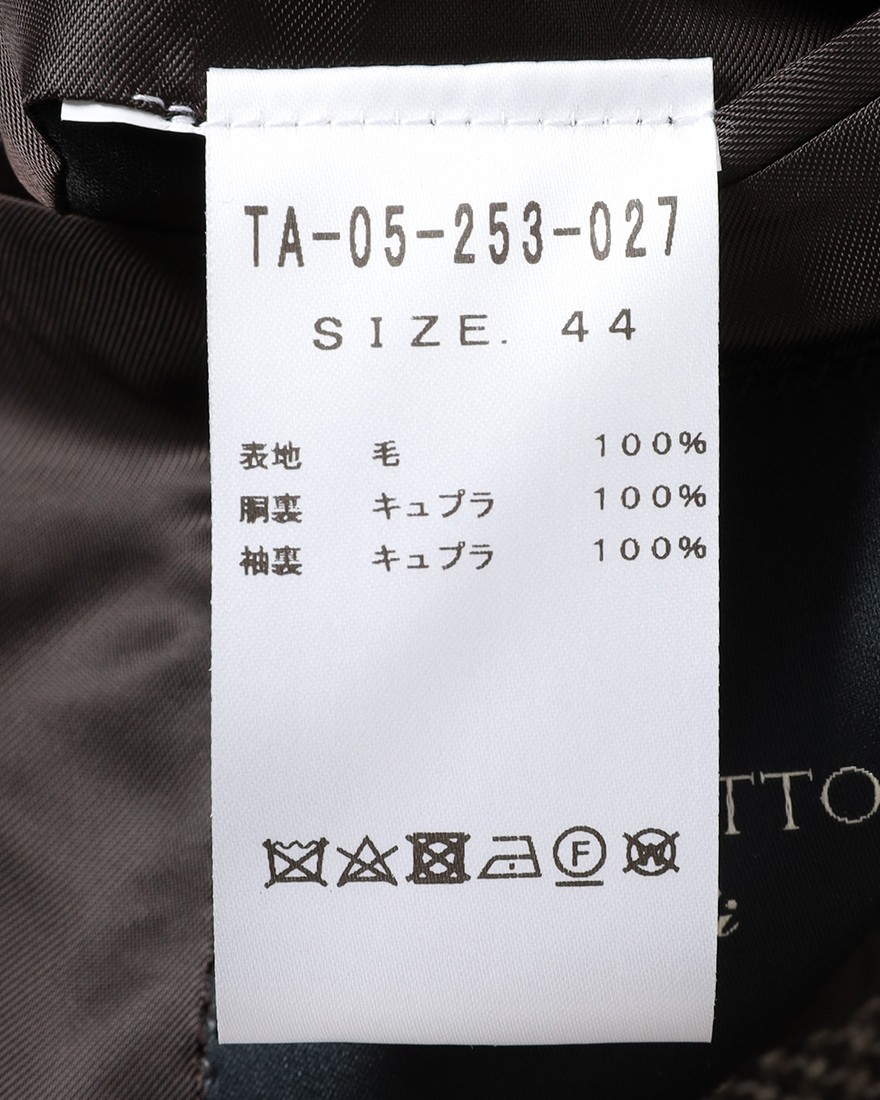 TA-05-253-027
SIZE. 44
表地 毛 100%
胴裏 キュプラ 100%
袖裏 キュプラ 100%
F
W
TTO
i